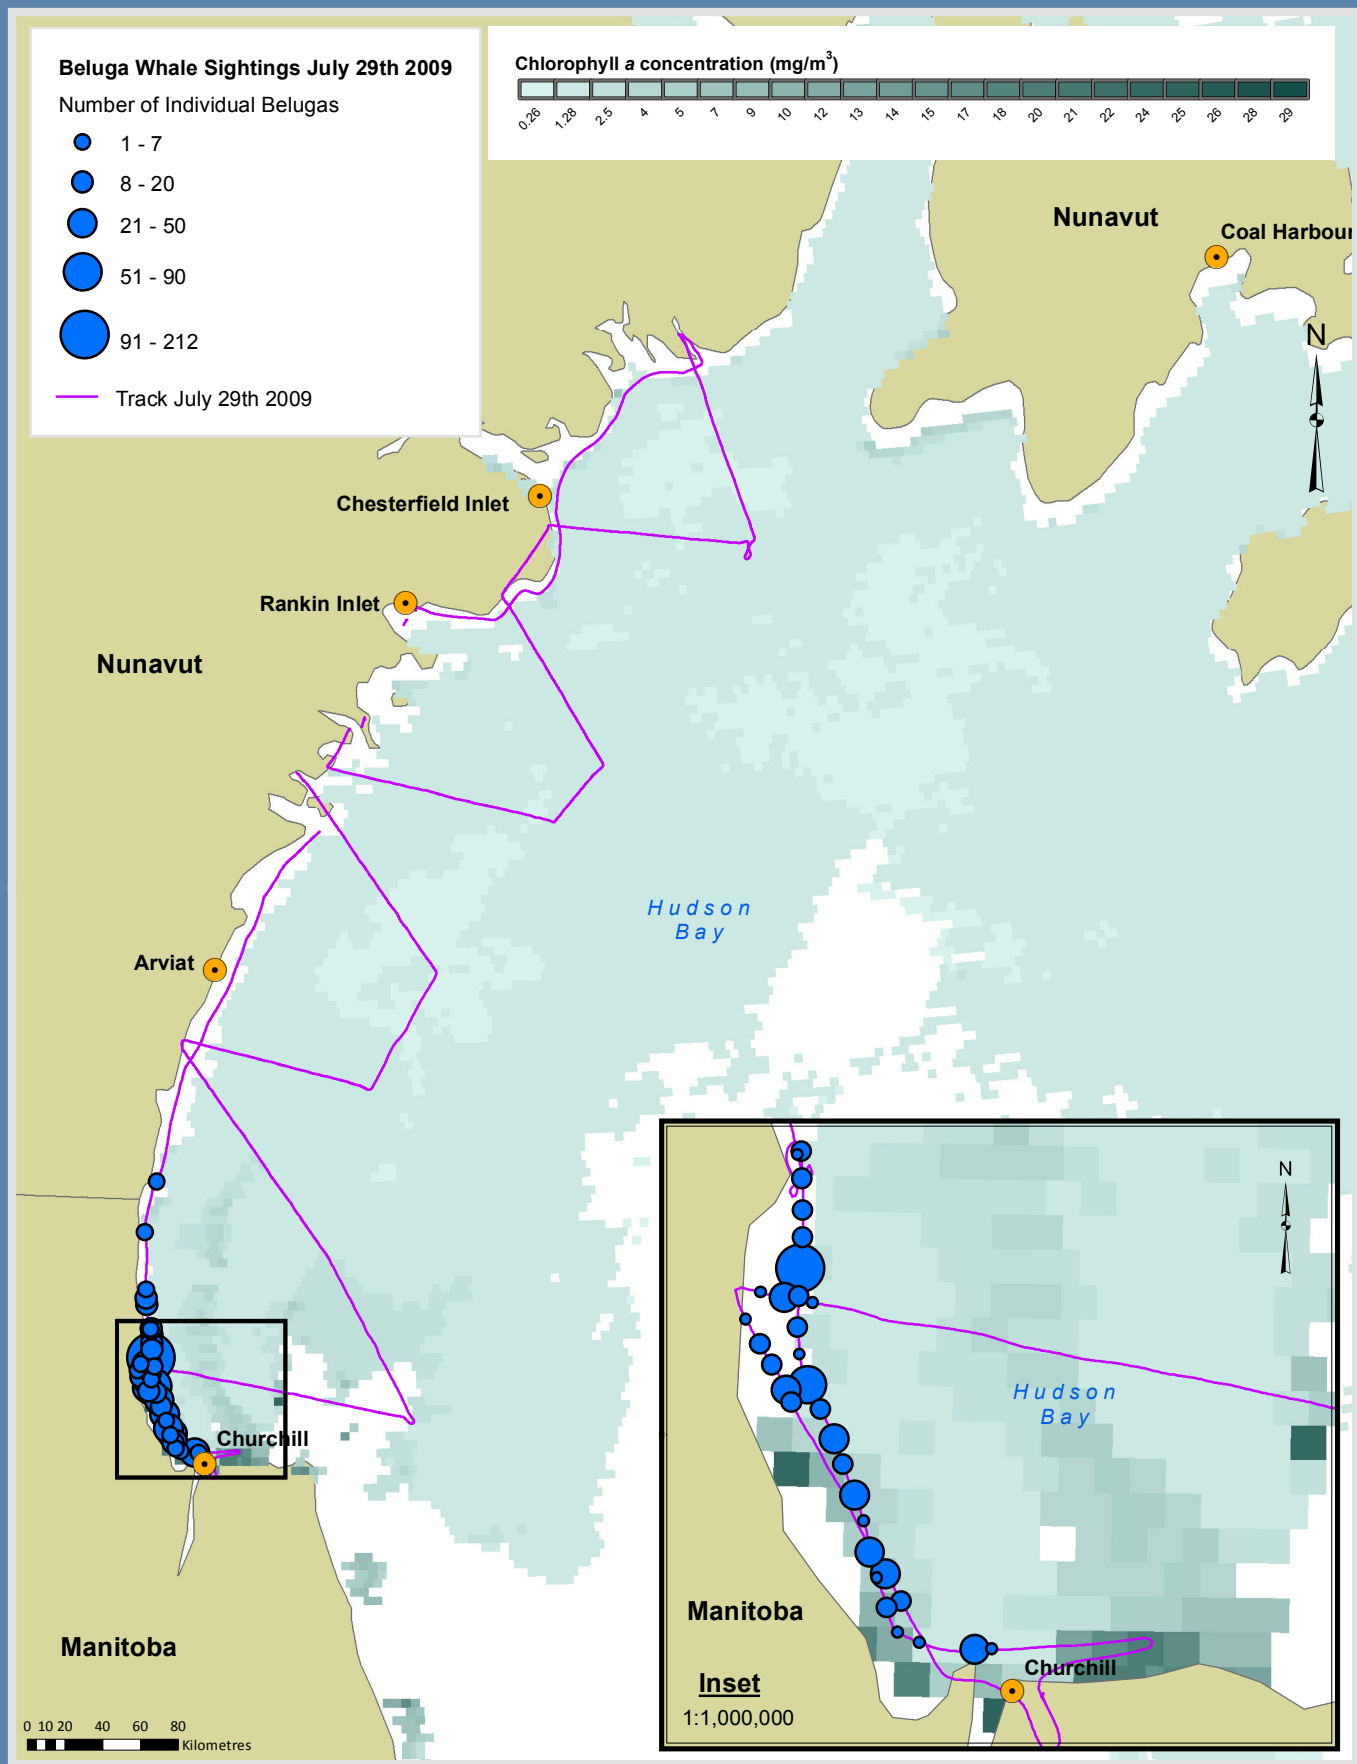 Beluga Whale Sightings July 29th 2009
Number of Individual Belugas
1 - 7
8 - 20
21 - 50
51 - 90
91 - 212
Track July 29th 2009
Chlorophyll a concentration (mg/m³)
0.26 1.28 2.5 4 5 7 9 10 12 13 14 15 17 18 20 21 22 24 25 26 28 29
Nunavut
Coal Harbour
N
Chesterfield Inlet
Rankin Inlet
Nunavut
Hudson
Bay
Arviat
Churchill
Manitoba
0 10 20 40 60 80
Kilometres
N
Hudson
Bay
Manitoba
Churchill
Inset
1:1,000,000